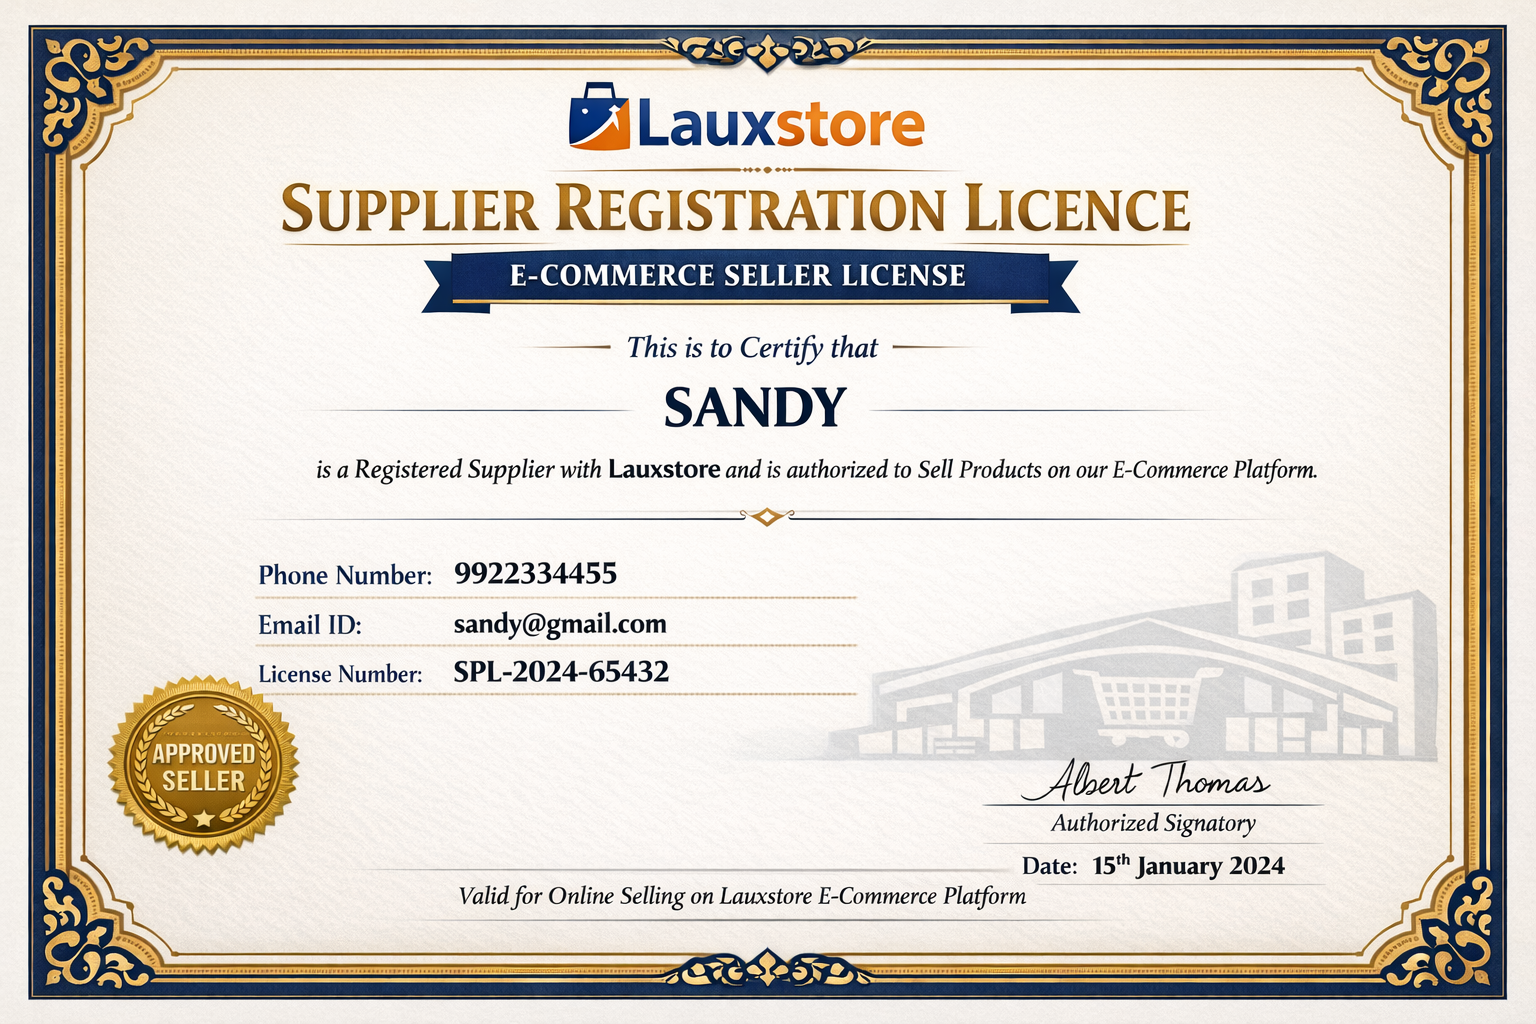 Lauxstore
SUPPLIER REGISTRATION LICENCE
E-COMMERCE SELLER LICENSE
This is to Certify that
SANDY
is a Registered Supplier with Lauxstore and is authorized to Sell Products on our E-Commerce Platform.
Phone Number: 9922334455
Email ID: sandy@gmail.com
License Number: SPL-2024-65432
APPROVED
SELLER
Albert Thomas
Authorized Signatory
Date: 15th January 2024
Valid for Online Selling on Lauxstore E-Commerce Platform